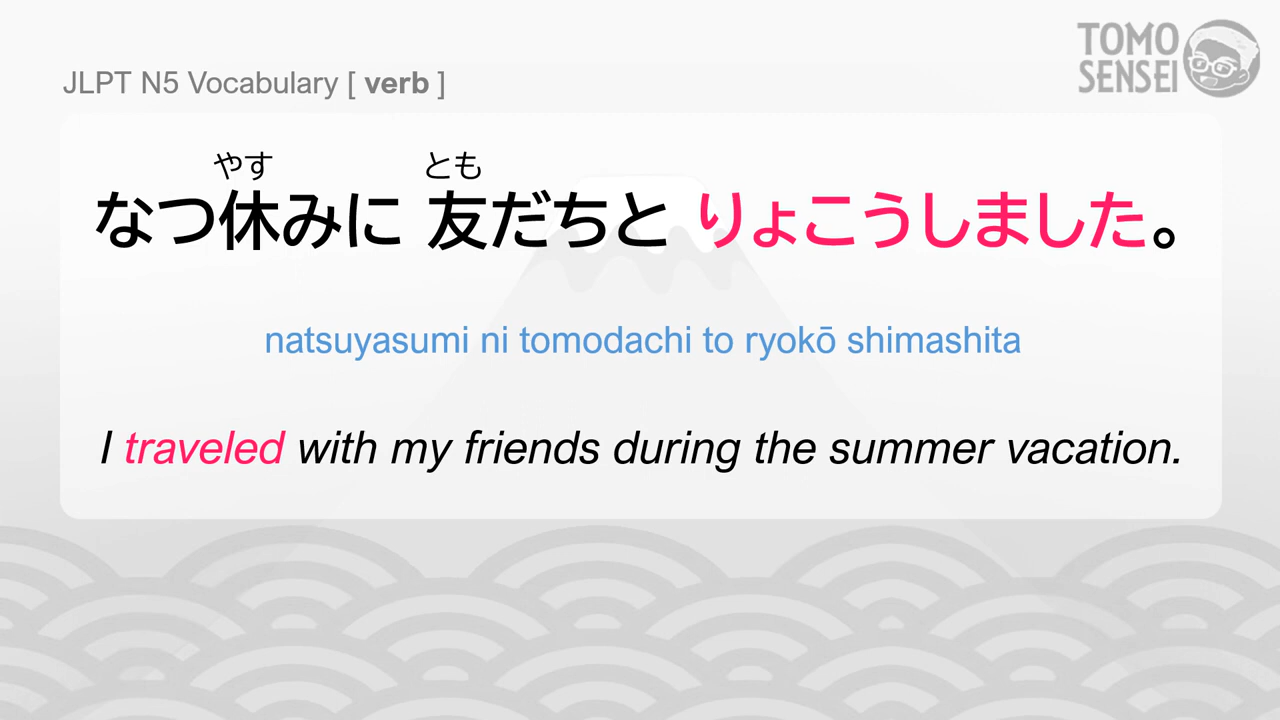 TOMO
SENSEI
JLPT N5 Vocabulary [ verb ]
やす とも
なつ休みに 友だちと りょこうしました。
natsuyasumi ni tomodachi to ryokō shimashita
I traveled with my friends during the summer vacation.